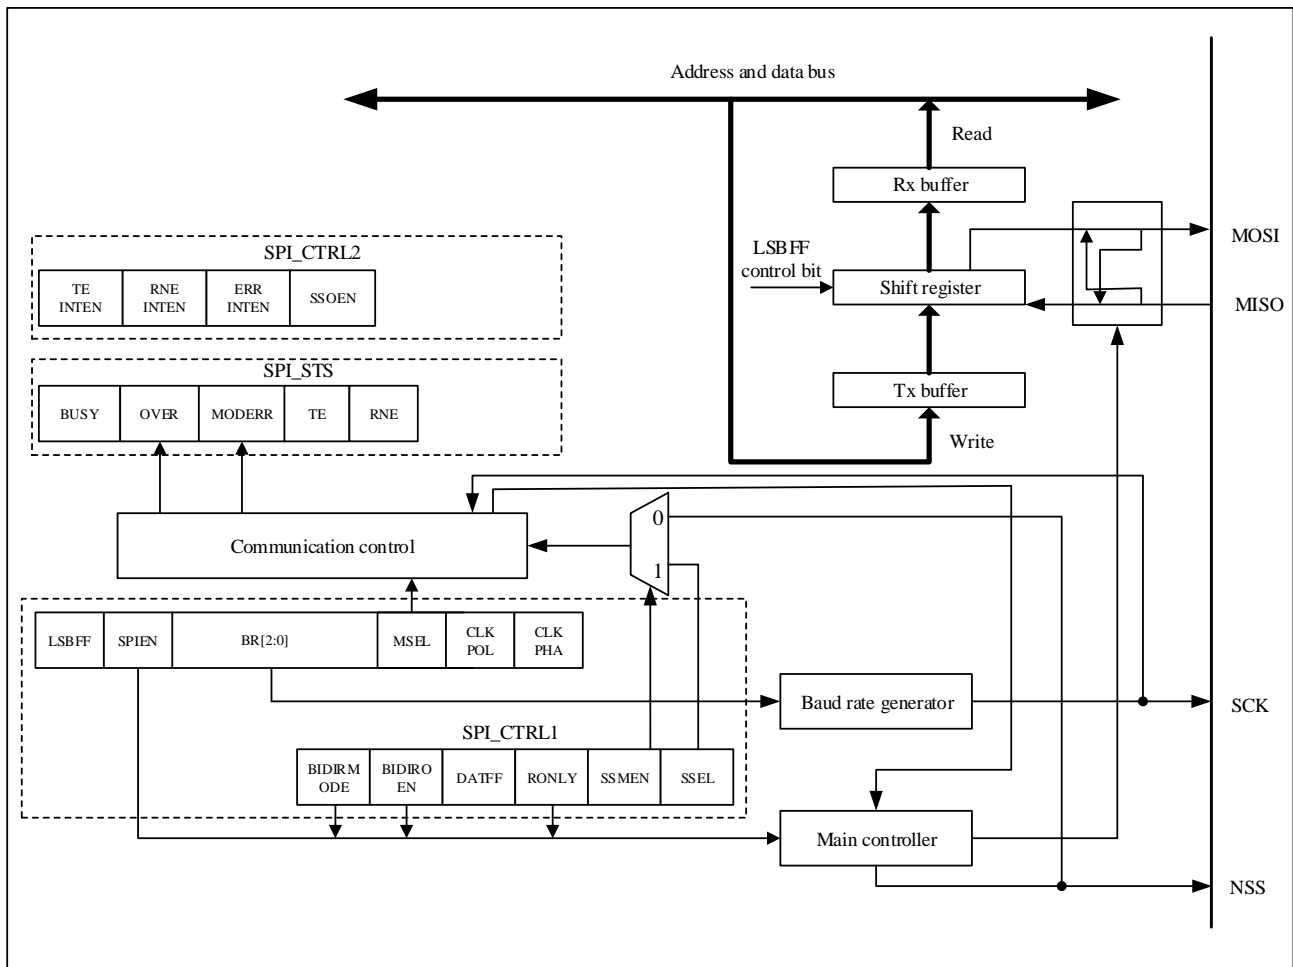 Address and data bus
Read
Rx buffer
MOSI
SPI_CTRL2
LSBFF
control bit
TE
INTEN
RNE
INTEN
ERR
INTEN
SSOEN
Shift register
MISO
SPI_STS
BUSY
OVER
MODERR
TE
RNE
Tx buffer
Write
Communication control
0
1
LSBFF
SPIEN
BR[2:0]
MSEL
CLK
POL
CLK
PHA
Baud rate generator
SCK
SPI_CTRL1
BIDIRM
ODE
BIDIRO
EN
DATFF
RONLY
SSMEN
SSEL
Main controller
NSS